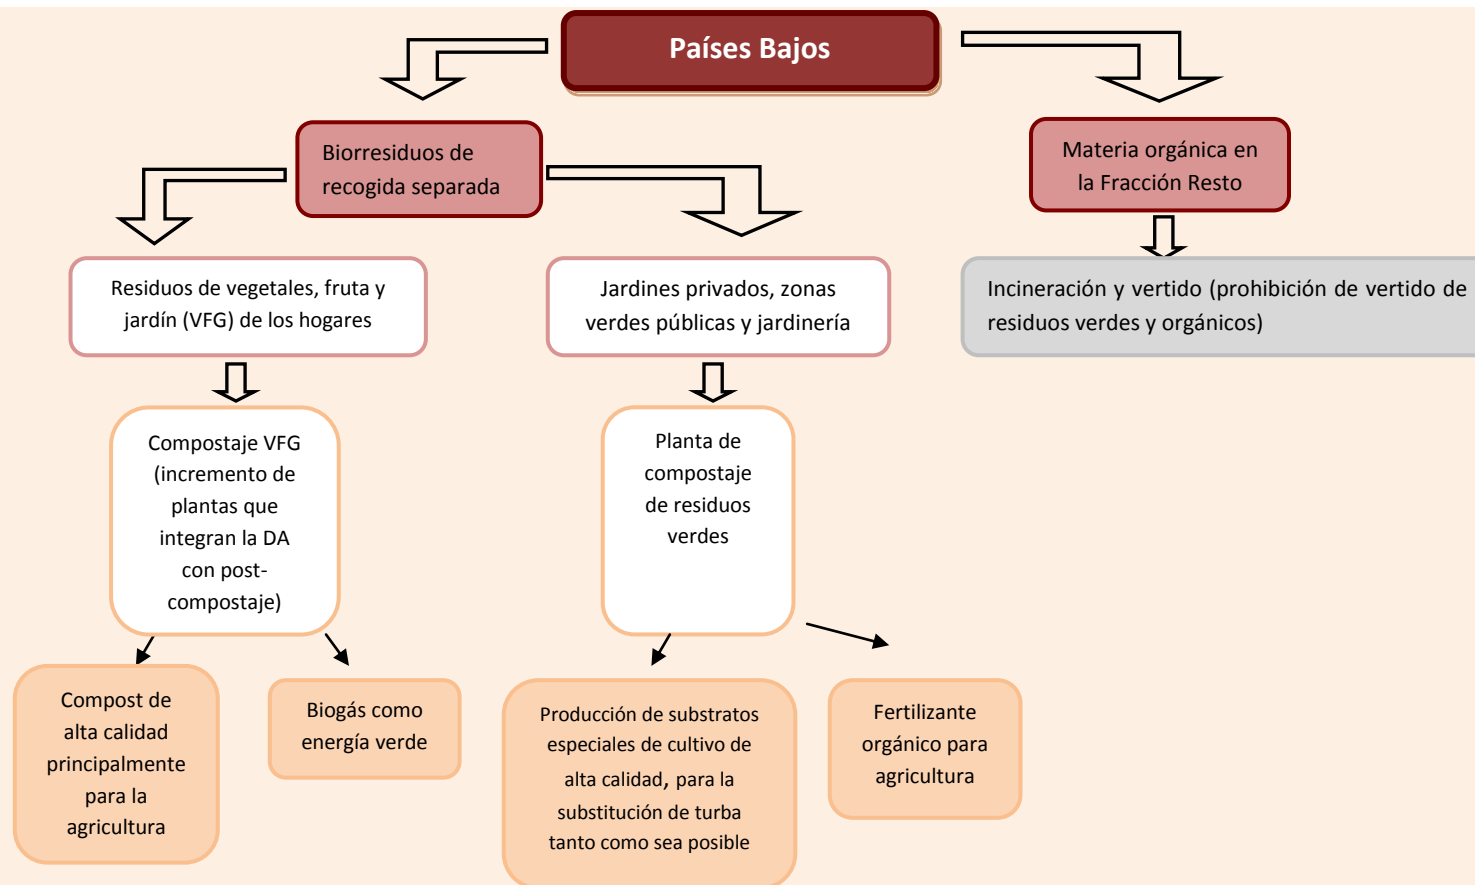 Países Bajos
Biorresiduos de
recogida separada
Materia orgánica en
la Fracción Resto
Residuos de vegetales, fruta y
jardín (VFG) de los hogares
Jardines privados, zonas
verdes públicas y jardinería
Incineración y vertido (prohibición de vertido de
residuos verdes y orgánicos)
Compostaje VFG
(incremento de
plantas que
integran la DA
con post-
compostaje)
Planta de
compostaje
de residuos
verdes
Compost de
alta calidad
principalmente
para la
agricultura
Biogás como
energía verde
Producción de substratos
especiales de cultivo de
alta calidad, para la
substitución de turba
tanto como sea posible
Fertilizante
orgánico para
agricultura